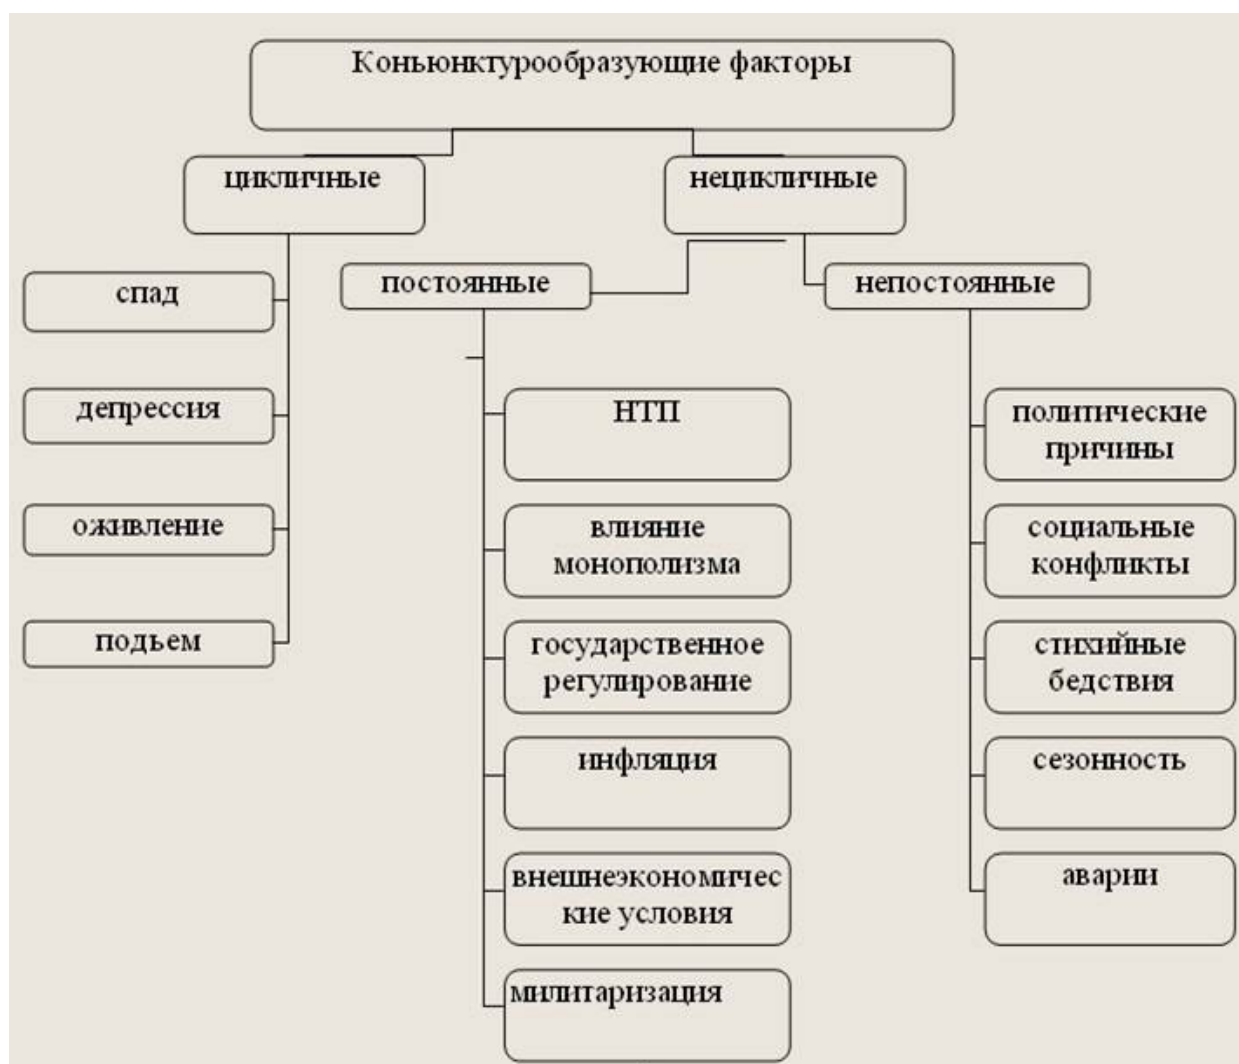 Коньюнктурообразующие факторы
цикличные
нецикличные
постоянные
непостоянные
спад
депрессия
оживление
подьем
НТП
влияние
монополизма
государственное
регулирование
инфляция
внешнеэкономичес
кие условия
милитаризация
политические
причины
социальные
конфликты
стихийные
бедствия
сезонность
аварии